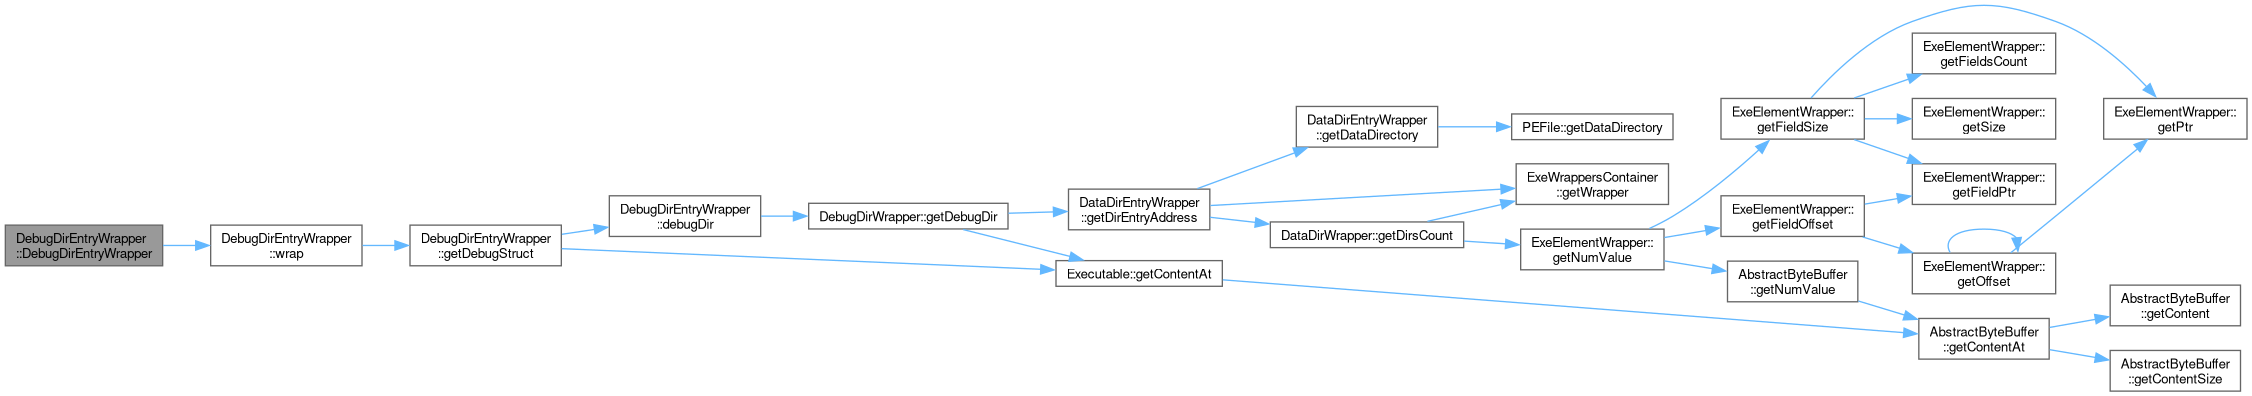 DebugDirEntryWrapper
::DebugDirEntryWrapper
DebugDirEntryWrapper
::wrap
DebugDirEntryWrapper
::getDebugStruct
DebugDirEntryWrapper
::debugDir
DebugDirWrapper::getDebugDir
Executable::getContentAt
DataDirEntryWrapper
::getDirEntryAddress
DataDirEntryWrapper
::getDataDirectory
DataDirWrapper::getDirsCount
PEFile::getDataDirectory
ExeWrappersContainer
::getWrapper
ExeElementWrapper::
getNumValue
ExeElementWrapper::
getFieldSize
ExeElementWrapper::
getFieldOffset
AbstractByteBuffer
::getNumValue
ExeElementWrapper::
getFieldsCount
ExeElementWrapper::
getSize
ExeElementWrapper::
getFieldPtr
ExeElementWrapper::
getOffset
AbstractByteBuffer
::getContentAt
ExeElementWrapper::
getPtr
AbstractByteBuffer
::getContent
AbstractByteBuffer
::getContentSize